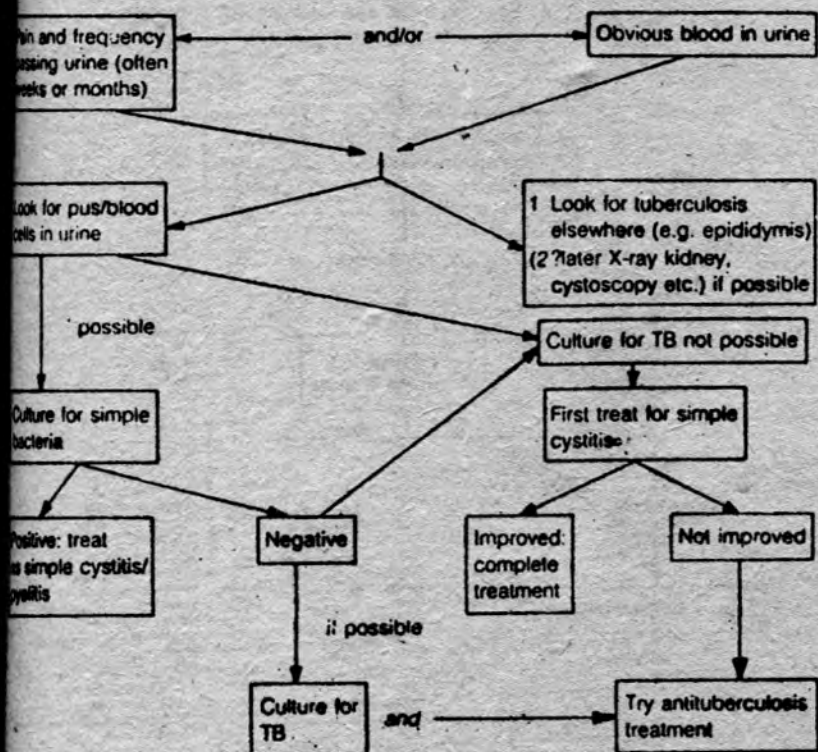 and frequency
passing urine (often
weeks or months)
and/or
Obvious blood in urine
Look for pus/blood
cells in urine
1 Look for tuberculosis
elsewhere (e.g. epididymis)
(2 ?later X-ray kidney,
cystoscopy etc.) if possible
possible
Culture for TB not possible
Culture for simple
bacteria
First treat for simple
cystitis
Positive: treat
as simple cystitis/
pyelitis
Negative
Improved:
complete
treatment
Not improved
if possible
Culture for
TB
and
Try antituberculosis
treatment